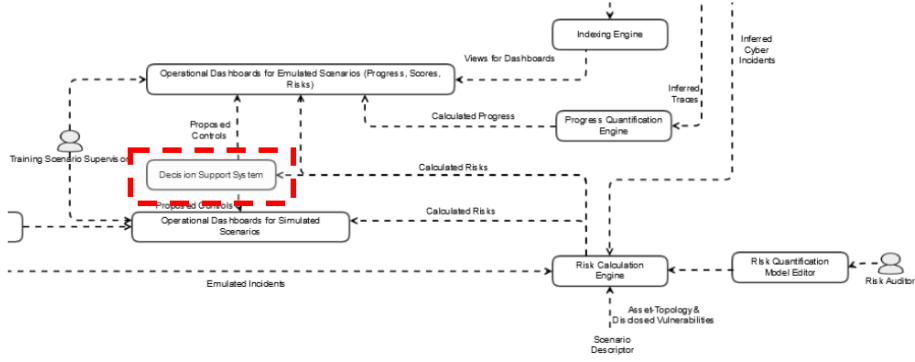 Indexing Engine
Inferred
Cyber
Incidents
Views for Dashboards
Operational Dashboards for Emulated Scenarios (Progress, Scores,
Risks)
Inferred
Traces
Proposed
Controls
Calculated Progress
Progress Quantification
Engine
Training Scenario Supervisor
Decision Support System
Calculated Risks
Proposed Controls
Operational Dashboards for Simulated
Scenarios
Calculated Risks
Emulated Incidents
Risk Calculation
Engine
Risk Quantification
Model Editor
Risk Auditor
Asset-Topology &
Disclosed Vulnerabilities
Scenario
Descriptor